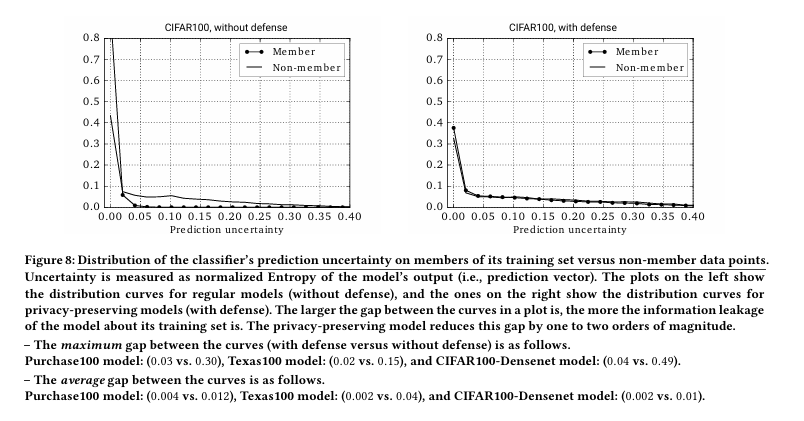 CIFAR100, without defense
0.8
0.7
0.6
0.5
0.4
0.3
0.2
0.1
0.0
0.00 0.05 0.10 0.15 0.20 0.25 0.30 0.35 0.40
Prediction uncertainty
Member
Non-member
CIFAR100, with defense
0.8
0.7
0.6
0.5
0.4
0.3
0.2
0.1
0.0
0.00 0.05 0.10 0.15 0.20 0.25 0.30 0.35 0.40
Prediction uncertainty
Member
Non-member
Figure 8: Distribution of the classifier's prediction uncertainty on members of its training set versus non-member data points.
Uncertainty is measured as normalized Entropy of the model's output (i.e., prediction vector). The plots on the left show
the distribution curves for regular models (without defense), and the ones on the right show the distribution curves for
privacy-preserving models (with defense). The larger the gap between the curves in a plot is, the more the information leakage
of the model about its training set is. The privacy-preserving model reduces this gap by one to two orders of magnitude.
– The maximum gap between the curves (with defense versus without defense) is as follows.
Purchase100 model: (0.03 vs. 0.30), Texas100 model: (0.02 vs. 0.15), and CIFAR100-Densenet model: (0.04 vs. 0.49).
– The average gap between the curves is as follows.
Purchase100 model: (0.004 vs. 0.012), Texas100 model: (0.002 vs. 0.04), and CIFAR100-Densenet model: (0.002 vs. 0.01).